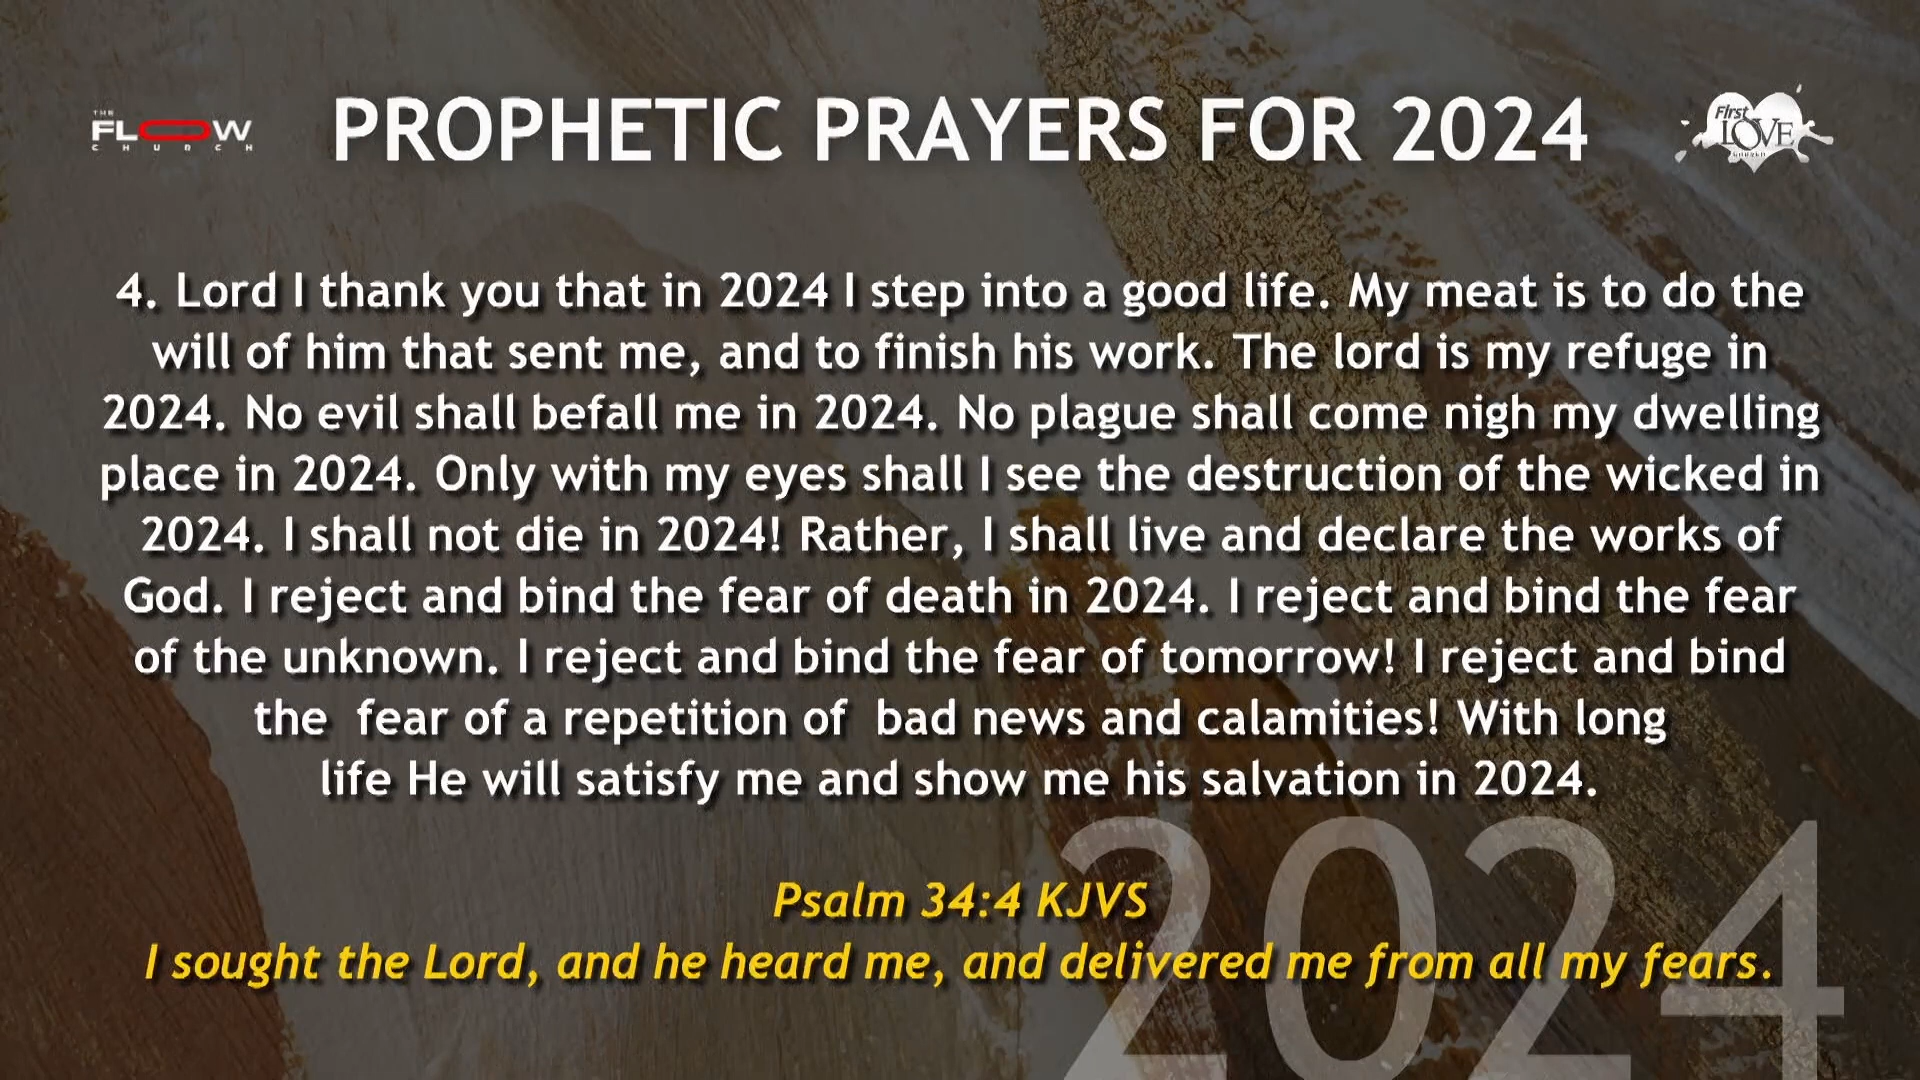 THE
FLOW
CHURCH
PROPHETIC PRAYERS FOR 2024
First
LOVE
CHURCH
4. Lord I thank you that in 2024 I step into a good life. My meat is to do the
will of him that sent me, and to finish his work. The lord is my refuge in
2024. No evil shall befall me in 2024. No plague shall come nigh my dwelling
place in 2024. Only with my eyes shall I see the destruction of the wicked in
2024. I shall not die in 2024! Rather, I shall live and declare the works of
God. I reject and bind the fear of death in 2024. I reject and bind the fear
of the unknown. I reject and bind the fear of tomorrow! I reject and bind
the  fear of a repetition of  bad news and calamities! With long
life He will satisfy me and show me his salvation in 2024.
Psalm 34:4 KJVS
I sought the Lord, and he heard me, and delivered me from all my fears.
2024